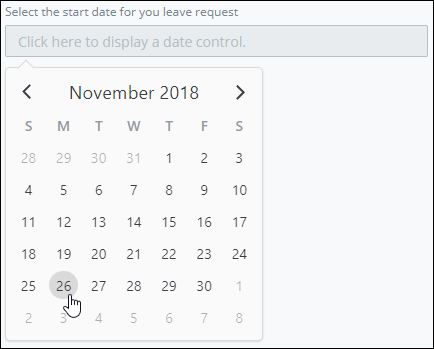 Select the start date for you leave request
Click here to display a date control.
November 2018
S M T W T F S
28 29 30 31 1 2 3
4 5 6 7 8 9 10
11 12 13 14 15 16 17
18 19 20 21 22 23 24
25 26 27 28 29 30 1
2 3 4 5 6 7 8